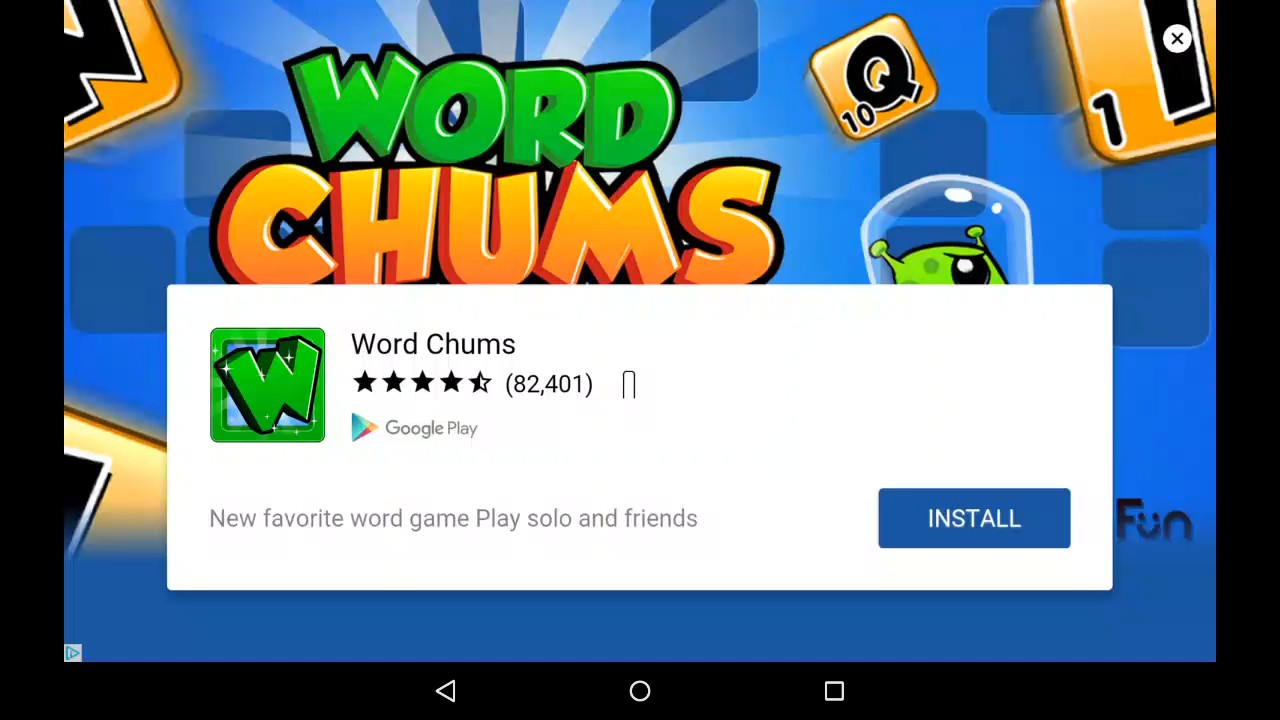 WORD
CHUMS
Q
10
1
Word Chums
(82,401)
Google Play
New favorite word game Play solo and friends
INSTALL
Fun